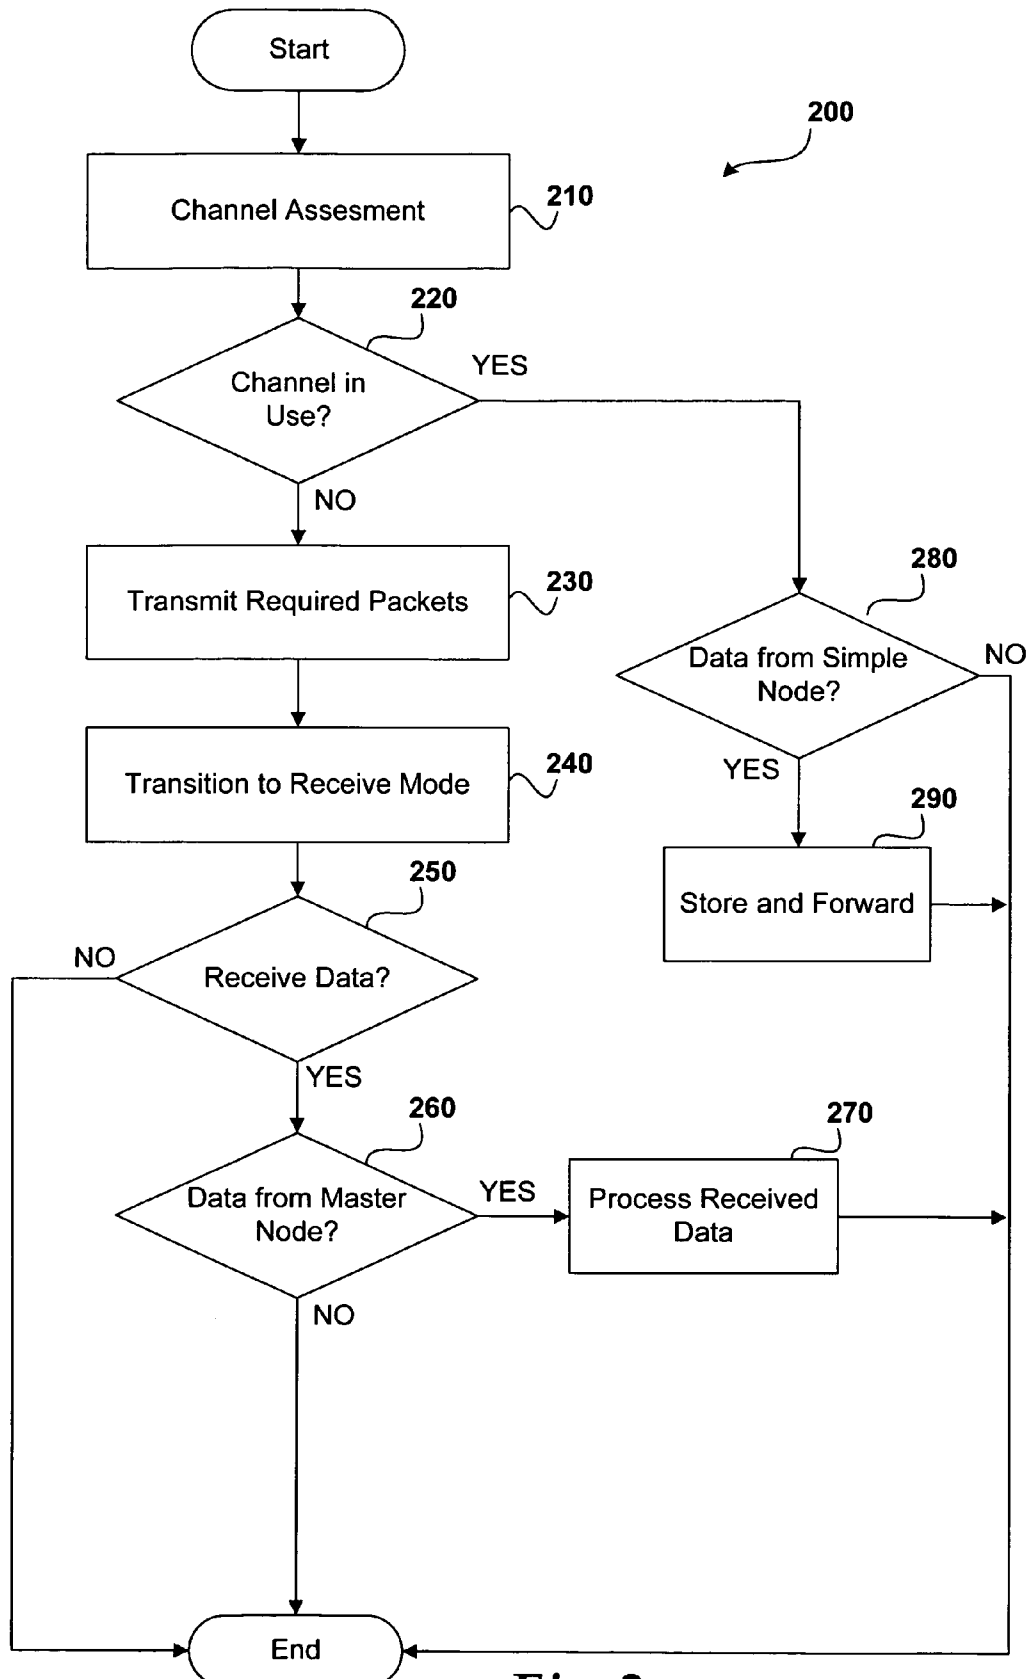 Start
200
Channel Assesment
210
220
Channel in
Use?
YES
NO
Transmit Required Packets
230
280
Data from Simple
Node?
NO
YES
Transition to Receive Mode
240
290
Store and Forward
250
Receive Data?
NO
YES
260
Data from Master
Node?
YES
270
Process Received
Data
NO
End